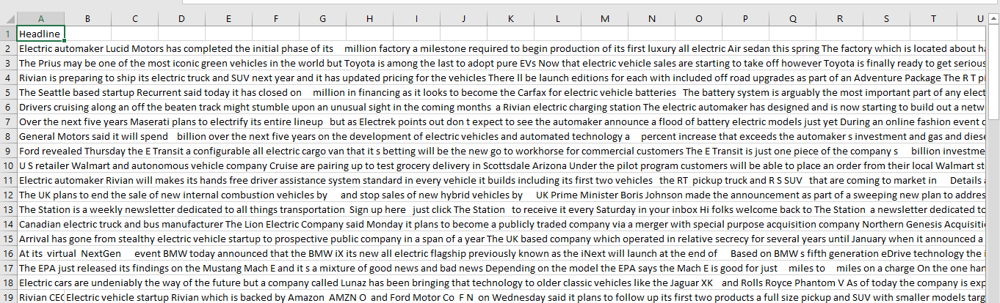 A B C D E F G H I J K L M N O P Q R S T U
1 Headline
2 Electric automaker Lucid Motors has completed the initial phase of its million factory a milestone required to begin production of its first luxury all electric Air sedan this spring The factory which is located about
3 The Prius may be one of the most iconic green vehicles in the world but Toyota is among the last to adopt pure EVs Now that electric vehicle sales are starting to take off however Toyota is finally ready to get serious
4 Rivian is preparing to ship its electric truck and SUV next year and it has updated pricing for the vehicles There ll be launch editions for each with included off road upgrades as part of an Adventure Package The R T
5 The Seattle based startup Recurrent said today it has closed on million in financing as it looks to become the Carfax for electric vehicle batteries The battery system is arguably the most important part of any elect
6 Drivers cruising along an off the beaten track might stumble upon an unusual sight in the coming months a Rivian electric charging station The electric automaker has designed and is now starting to build out a netw
7 Over the next five years Maserati plans to electrify its entire lineup but as Electrek points out don t expect to see the automaker announce a flood of battery electric models just yet During an online fashion event
8 General Motors said it will spend billion over the next five years on the development of electric vehicles and automated technology a percent increase that exceeds the automaker s investment and gas and dies
9 Ford revealed Thursday the E Transit a configurable all electric cargo van that it s betting will be the new go to workhorse for commercial customers The E Transit is just one piece of the company s billion investme
10 U S retailer Walmart and autonomous vehicle company Cruise are pairing up to test grocery delivery in Scottsdale Arizona Under the pilot program customers will be able to place an order from their local Walmart st
11 Electric automaker Rivian will makes its hands free driver assistance system standard in every vehicle it builds including its first two vehicles the RT pickup truck and R S SUV that are coming to market in Details
12 The UK plans to end the sale of new internal combustion vehicles by and stop sales of new hybrid vehicles by UK Prime Minister Boris Johnson made the announcement as part of a sweeping new plan to addres
13 The Station is a weekly newsletter dedicated to all things transportation Sign up here just click The Station to receive it every Saturday in your inbox Hi folks welcome back to The Station a newsletter dedicated to
14 Canadian electric truck and bus manufacturer The Lion Electric Company said Monday it plans to become a publicly traded company via a merger with special purpose acquisition company Northern Genesis Acquisiti
15 Arrival has gone from stealthy electric vehicle startup to prospective public company in a span of a year The UK based company which operated in relative secrecy for several years until January when it announced a
16 At its virtual NextGen event BMW today announced that the BMW iX its new all electric flagship previously known as the iNext will launch at the end of Based on BMW s fifth generation eDrive technology the
17 The EPA just released its findings on the Mustang Mach E and it s a mixture of good news and bad news Depending on the model the EPA says the Mach E is good for just miles to miles on a charge On the one han
18 Electric cars are undeniably the way of the future but a company called Lunaz has been bringing that technology to older classic vehicles like the Jaguar XK and Rolls Royce Phantom V As of today the company is exp
19 Rivian CEO Electric vehicle startup Rivian which is backed by Amazon AMZN O and Ford Motor Co F N on Wednesday said it plans to follow up its first two products a full size pickup and SUV with smaller models targ